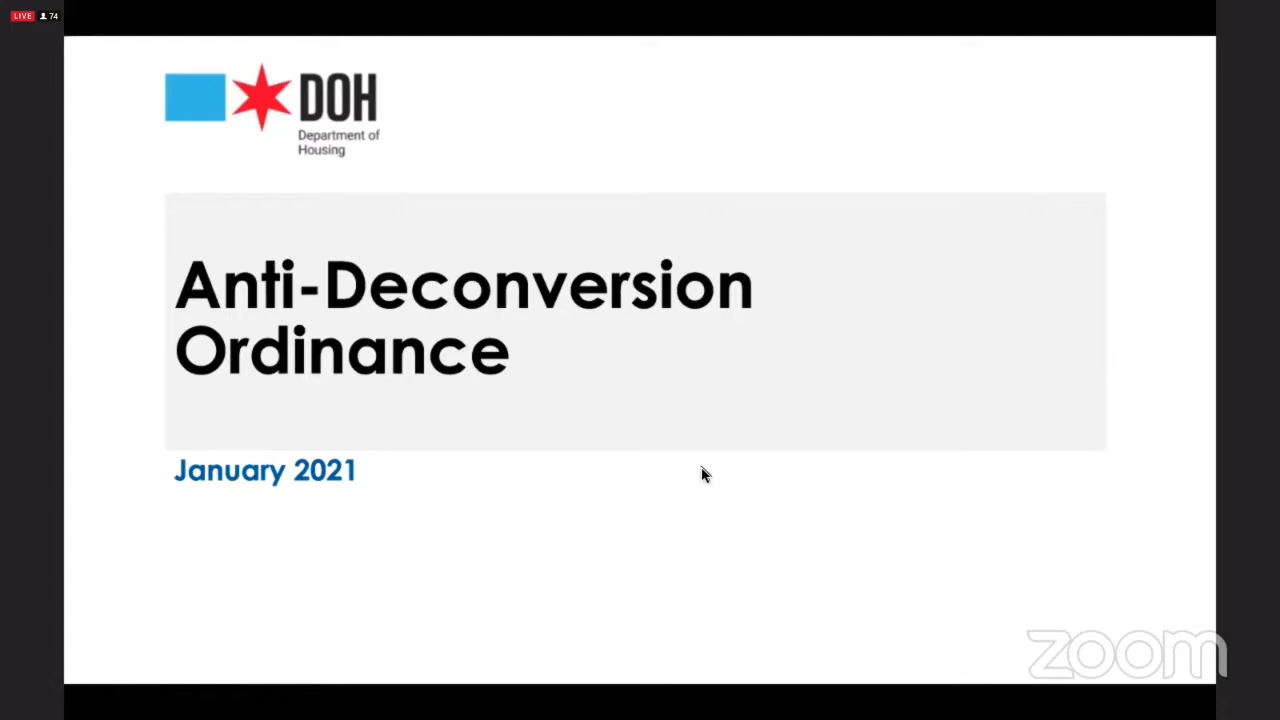 LIVE 74
DOH
Department of
Housing
Anti-Deconversion
Ordinance
January 2021
zoom